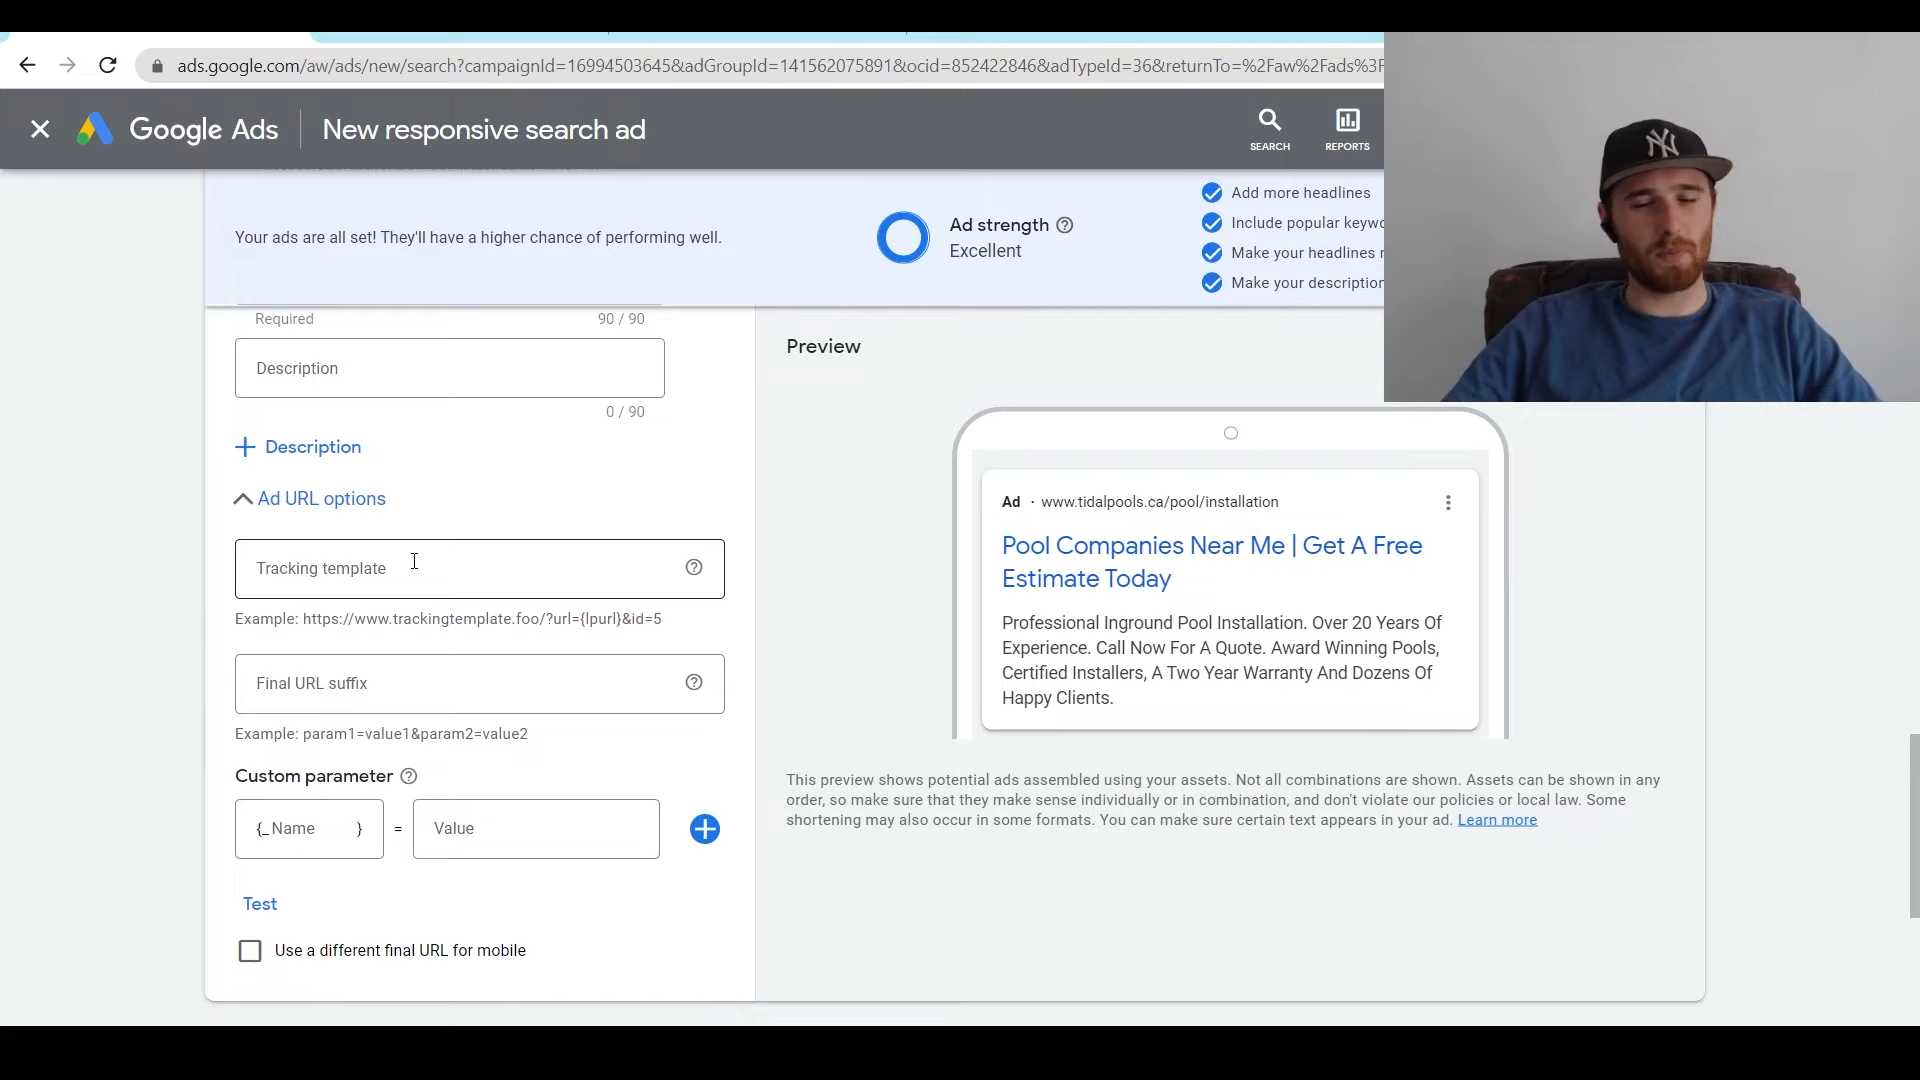 ads.google.com/aw/ads/new/search?campaignId=16994503645&adGroupId=141562075891&ocid=852422846&adTypeId=36&returnTo=%2Faw%2Fads%3F
Google Ads
New responsive search ad
SEARCH
REPORTS
Your ads are all set! They'll have a higher chance of performing well.
Ad strength
Excellent
Add more headlines
Include popular keywo
Make your headlines
Make your description
Required
90 / 90
Description
0 / 90
Description
Ad URL options
Tracking template
Example: https://www.trackingtemplate.foo/?url={lpurl}&id=5
Final URL suffix
Example: param1=value1&param2=value2
Custom parameter
{_ Name } = Value
Test
Use a different final URL for mobile
Preview
Ad · www.tidalpools.ca/pool/installation
Pool Companies Near Me | Get A Free
Estimate Today
Professional Inground Pool Installation. Over 20 Years Of
Experience. Call Now For A Quote. Award Winning Pools,
Certified Installers, A Two Year Warranty And Dozens Of
Happy Clients.
This preview shows potential ads assembled using your assets. Not all combinations are shown. Assets can be shown in any
order, so make sure that they make sense individually or in combination, and don't violate our policies or local law. Some
shortening may also occur in some formats. You can make sure certain text appears in your ad. Learn more
NY